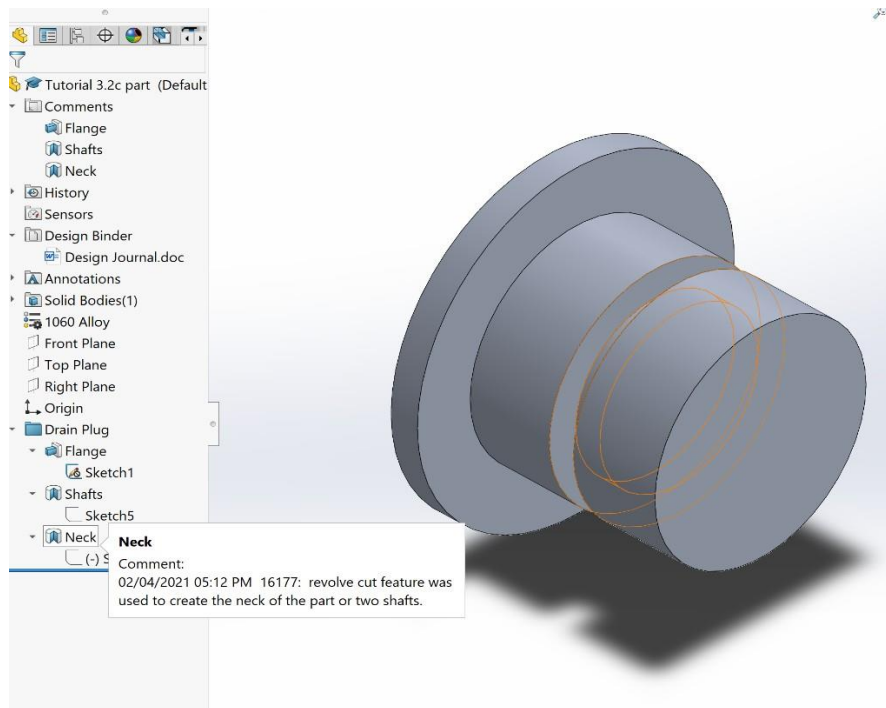 Tutorial 3.2c part (Default
Comments
Flange
Shafts
Neck
History
Sensors
Design Binder
Design Journal.doc
Annotations
Solid Bodies(1)
1060 Alloy
Front Plane
Top Plane
Right Plane
Origin
Drain Plug
Flange
Sketch1
Shafts
Sketch5
Neck
(-) S
Neck
Comment:
02/04/2021 05:12 PM 16177: revolve cut feature was
used to create the neck of the part or two shafts.